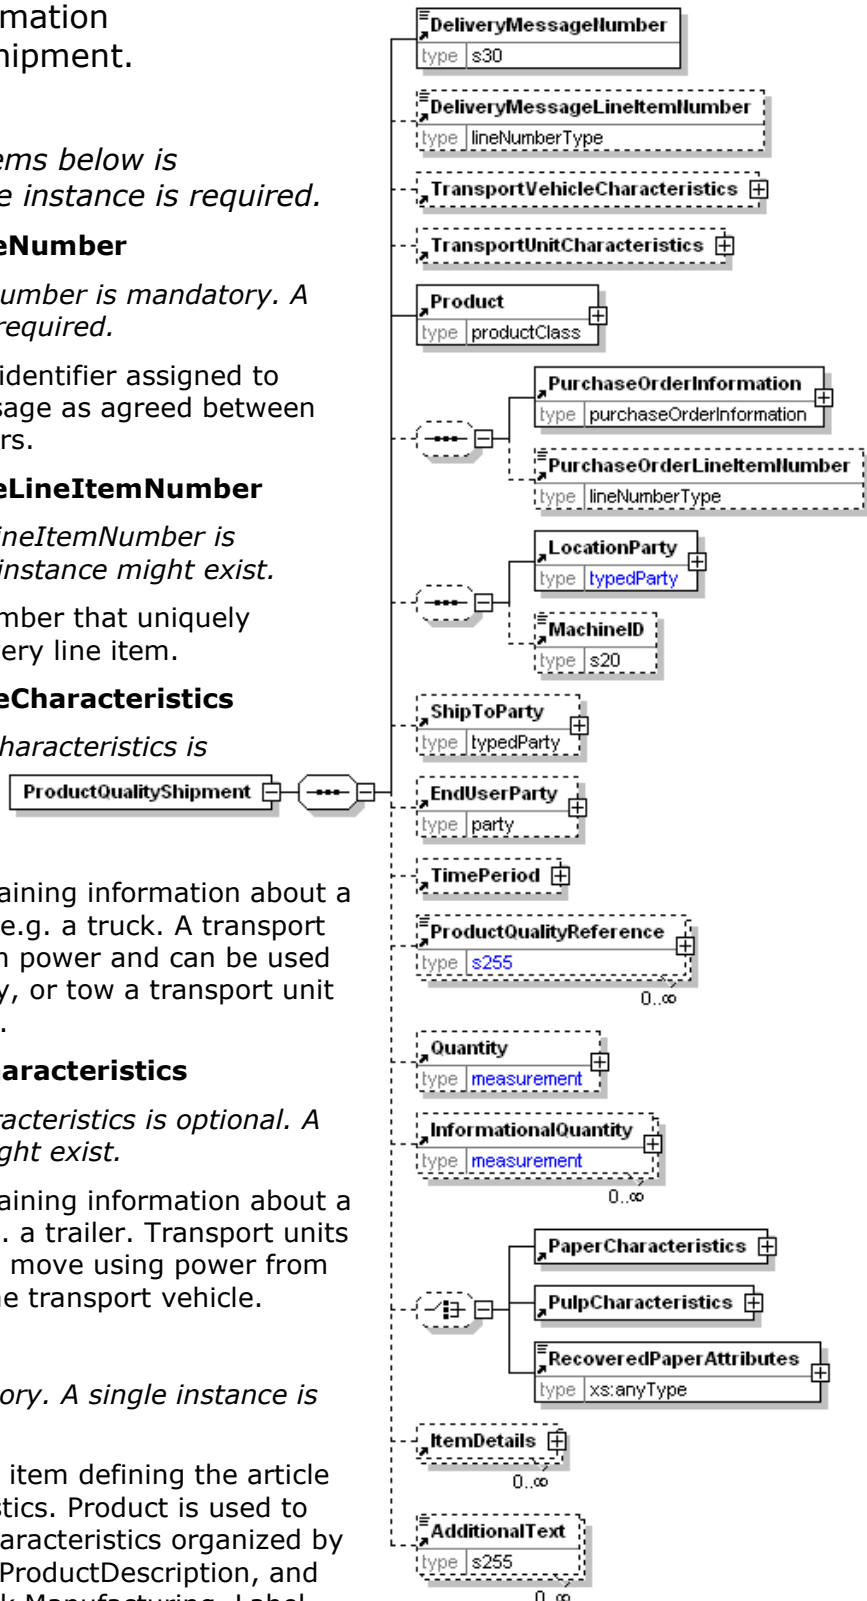 rmation
hipment.
ems below is
e instance is required.
eNumber
umber is mandatory. A
required.
identifier assigned to
sage as agreed between
rs.
eLineItemNumber
ineItemNumber is
instance might exist.
mber that uniquely
very line item.
eCharacteristics
haracteristics is
aining information about a
e.g. a truck. A transport
n power and can be used
y, or tow a transport unit
.
haracteristics
racteristics is optional. A
ght exist.
aining information about a
. a trailer. Transport units
move using power from
he transport vehicle.
ory. A single instance is
item defining the article
stics. Product is used to
haracteristics organized by
ProductDescription, and
k Manufacturing, Label
ProductQualityShipment
DeliveryMessageNumber
type s30
DeliveryMessageLineItemNumber
type lineNumberType
TransportVehicleCharacteristics
TransportUnitCharacteristics
Product
type productClass
PurchaseOrderInformation
type purchaseOrderInformation
PurchaseOrderLineItemNumber
type lineNumberType
LocationParty
type typedParty
MachineID
type s20
ShipToParty
type typedParty
EndUserParty
type party
TimePeriod
ProductQualityReference
type s255
0..∞
Quantity
type measurement
InformationalQuantity
type measurement
0..∞
PaperCharacteristics
PulpCharacteristics
RecoveredPaperAttributes
type xs:anyType
ItemDetails
0..∞
AdditionalText
type s255
0..∞